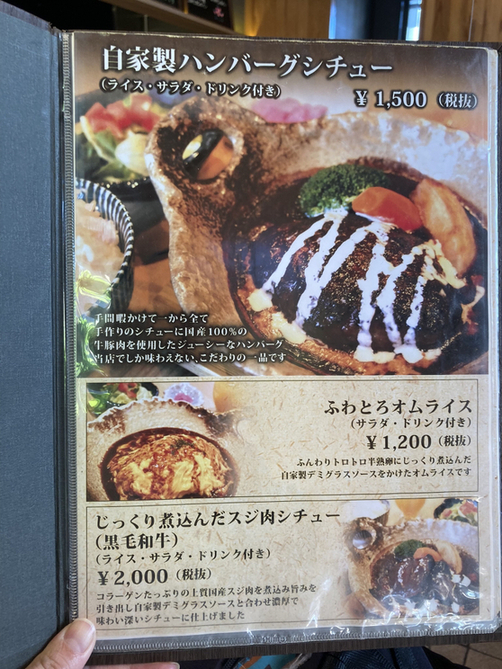 自家製ハンバーグシチュー
(ライス・サラダ・ドリンク付き)
¥1,500 (税抜)
手間暇かけて一から全て
手作りのシチューに国産100%の
牛豚肉を使用したジューシーなハンバーグ
当店でしか味わえない、こだわりの一品です
ふわとろオムライス
(サラダ・ドリンク付き)
¥1,200 (税抜)
ふんわりトロトロ半熟卵にじっくり煮込んだ
自家製デミグラスソースをかけたオムライスです
じっくり煮込んだスジ肉シチュー
(黒毛和牛)
(ライス・サラダ・ドリンク付き)
¥2,000 (税抜)
コラーゲンたっぷりの上質国産スジ肉を煮込み旨みを
引き出し自家製デミグラスソースと合わせ濃厚で
味わい深いシチューに仕上げました